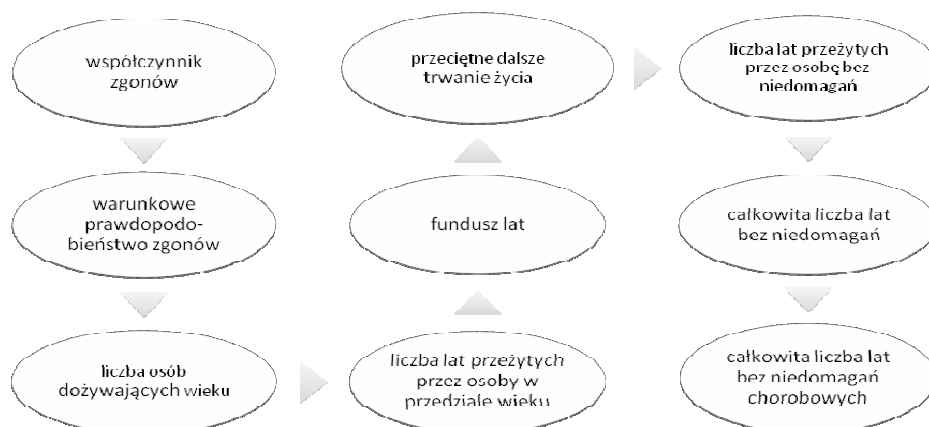 współczynnik
zgonów
warunkowe
prawdopodo-
bieństwo zgonów
liczba osób
dożywających wieku
liczba lat przeżytych
przez osoby w
przedziale wieku
fundusz lat
przeciętne dalsze
trwanie życia
liczba lat przeżytych
przez osobę bez
niedomagań
całkowita liczba lat
bez niedomagań
całkowita liczba lat
bez niedomagań
chorobowych